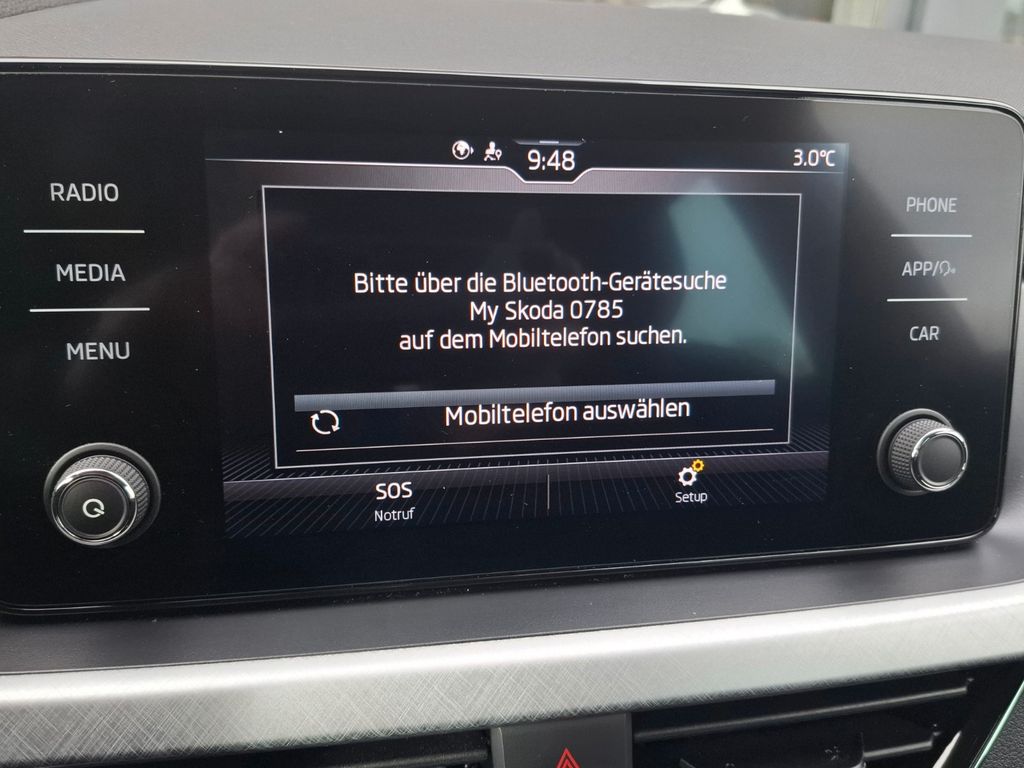 9:48
3.0°C
RADIO
MEDIA
MENU
Bitte über die Bluetooth-Gerätesuche
My Skoda 0785
auf dem Mobiltelefon suchen.
Mobiltelefon auswählen
SOS
Notruf
Setup
PHONE
APP/
CAR